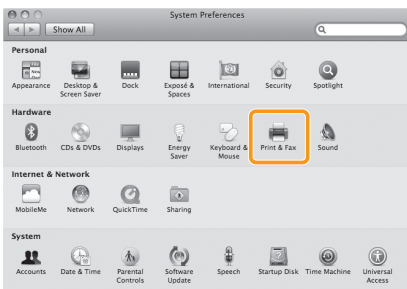 System Preferences
Show All
Personal
Appearance Desktop & Screen Saver Dock Exposé & Spaces International Security Spotlight
Hardware
Bluetooth CDs & DVDs Displays Energy Saver Keyboard & Mouse Print & Fax Sound
Internet & Network
MobileMe Network QuickTime Sharing
System
Accounts Date & Time Parental Controls Software Update Speech Startup Disk Time Machine Universal Access